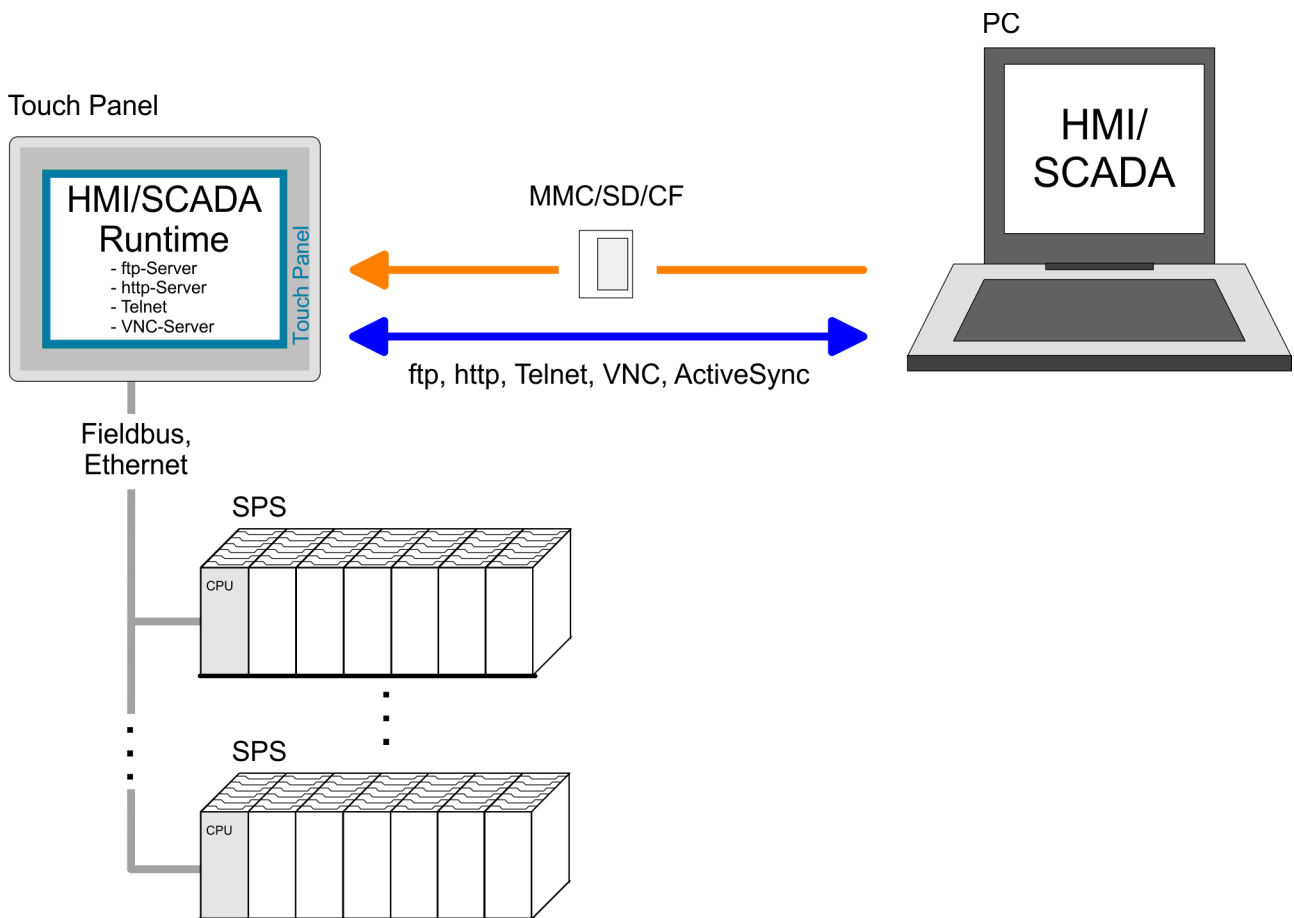 PC
Touch Panel
HMI/
SCADA
HMI/SCADA
Runtime
- ftp-Server
- http-Server
- Telnet
- VNC-Server
Touch Panel
MMC/SD/CF
ftp, http, Telnet, VNC, ActiveSync
Fieldbus,
Ethernet
SPS
CPU
SPS
CPU